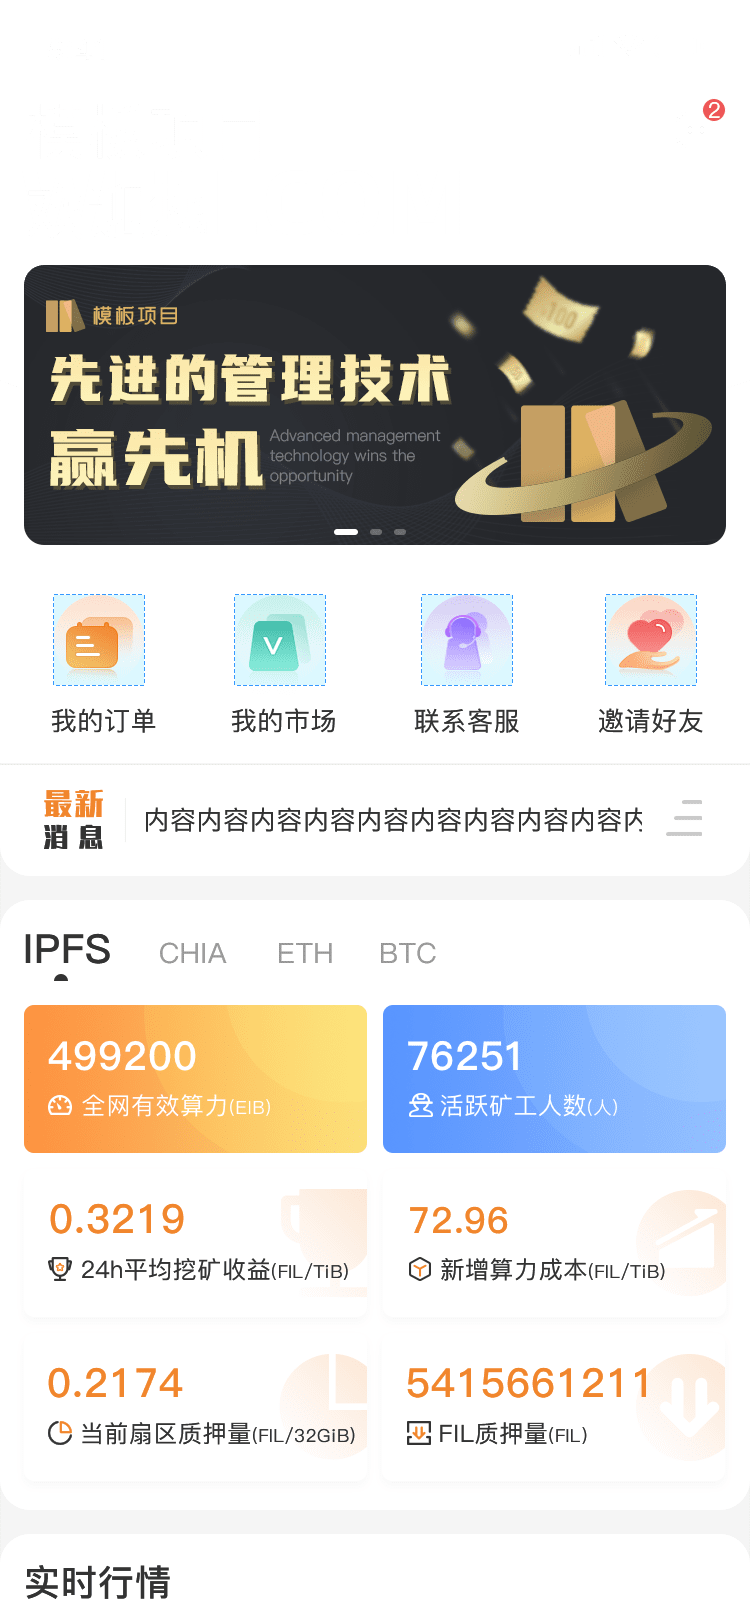 2
模板项目
先进的管理技术
赢先机
Advanced management
technology wins the
opportunity
我的订单
我的市场
联系客服
邀请好友
最新
消息
内容内容内容内容内容内容内容内容内容内
IPFS
CHIA
ETH
BTC
499200
全网有效算力(EIB)
76251
活跃矿工人数(人)
0.3219
24h平均挖矿收益(FIL/TiB)
72.96
新增算力成本(FIL/TiB)
0.2174
当前扇区质押量(FIL/32GiB)
5415661211
FIL质押量(FIL)
实时行情